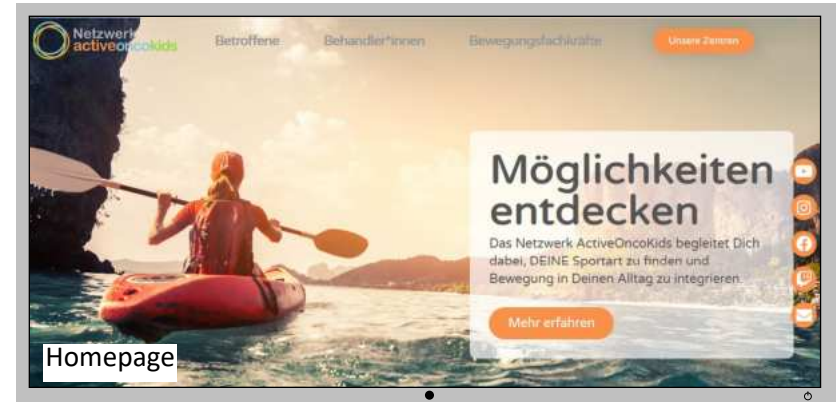 Netzwerk
activeoncokids
Betroffene
Behandler*innen
Bewegungsfachkräfte
Unsere Zentren
Möglichkeiten
entdecken
Das Netzwerk ActiveOncoKids begleitet Dich
dabei, DEINE Sportart zu finden und
Bewegung in Deinen Alltag zu integrieren.
Mehr erfahren
Homepage